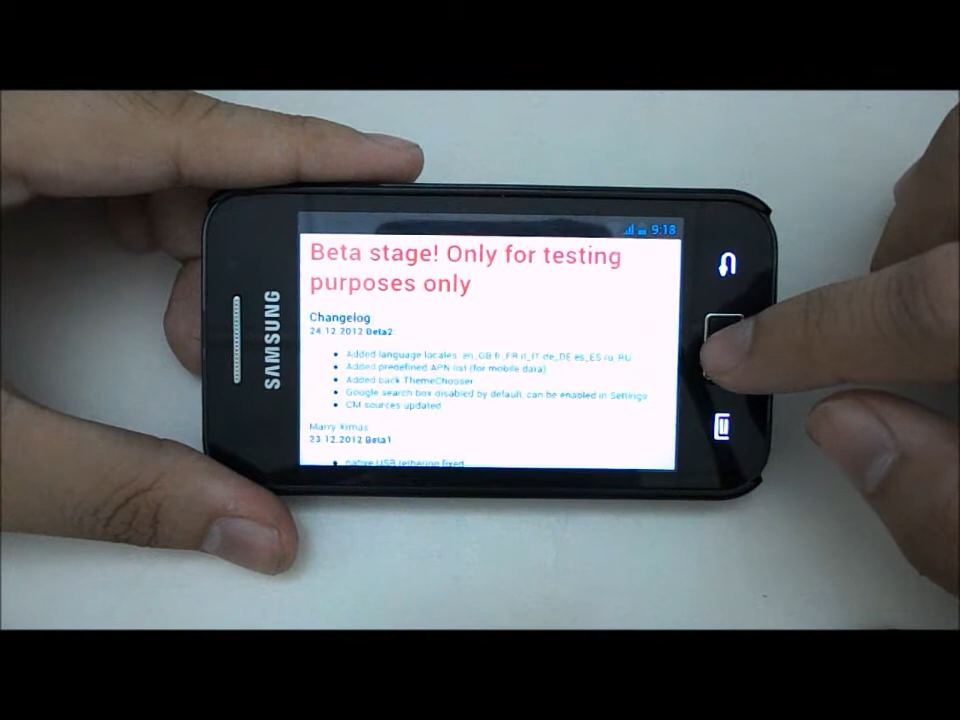 9:18
Beta stage! Only for testing
purposes only
Changelog
24.12.2012 Beta2:
Added language locales: en_GB fr_FR it_IT de_DE es_ES ru_RU
Added predefined APN list (for mobile data)
Added back ThemeChooser
Google search box disabled by default, can be enabled in Settings
CM sources updated
Marry Ximas
23.12.2012 Beta1
native USB tethering fixed
SAMSUNG